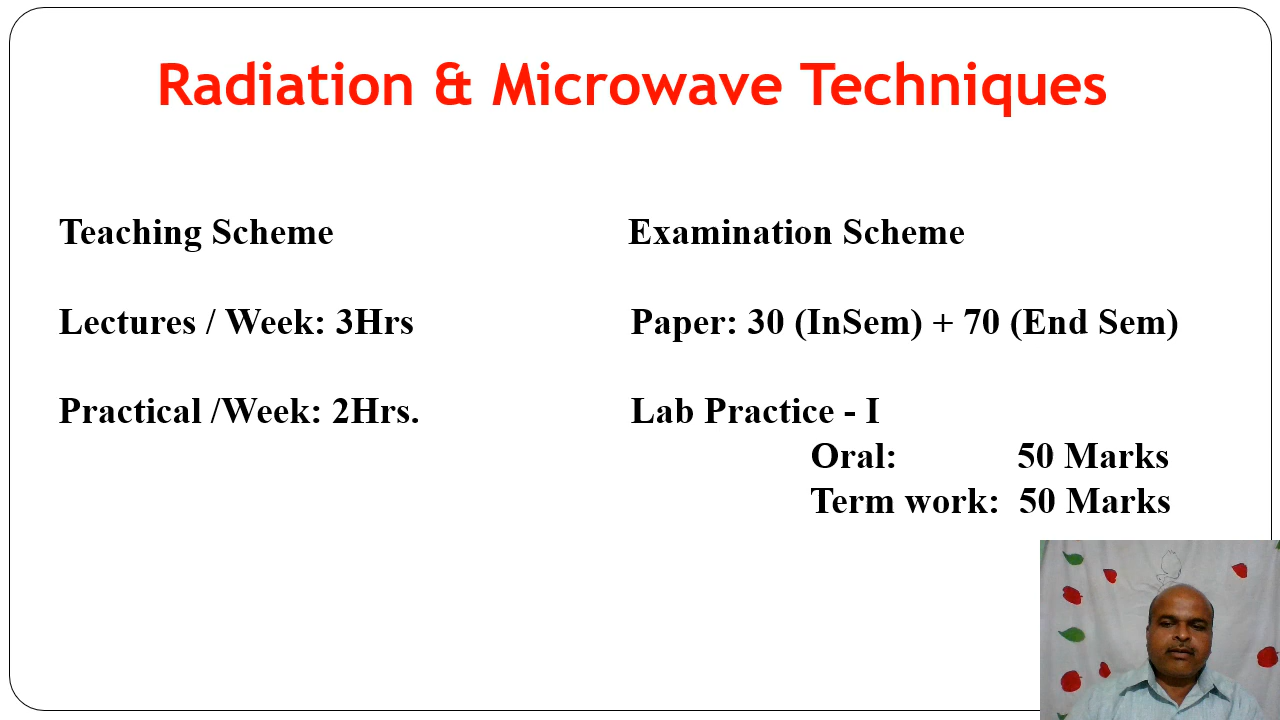 Radiation & Microwave Techniques
Teaching Scheme
Examination Scheme
Lectures / Week: 3Hrs
Paper: 30 (InSem) + 70 (End Sem)
Practical /Week: 2Hrs.
Lab Practice - I
Oral: 50 Marks
Term work: 50 Marks